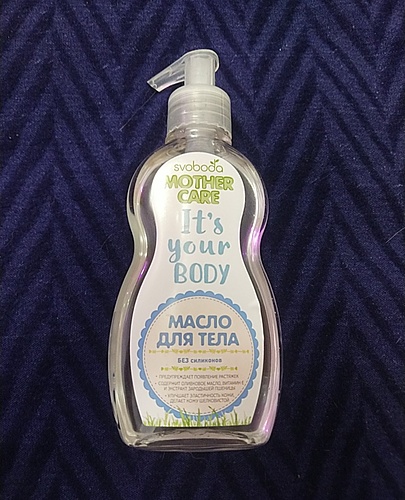 svoboda
MOTHER
CARE
It's
your
BODY
МАСЛО
ДЛЯ ТЕЛА
БЕЗ силиконов
• ПРЕДУПРЕЖДАЕТ ПОЯВЛЕНИЕ РАСТЯЖЕК
• СОДЕРЖИТ ОЛИВКОВОЕ МАСЛО, ВИТАМИН Е
И ЭКСТРАКТ ЗАРОДЫШЕЙ ПШЕНИЦЫ
• УЛУЧШАЕТ ЭЛАСТИЧНОСТЬ КОЖИ,
ДЕЛАЕТ КОЖУ ШЕЛКОВИСТОЙ